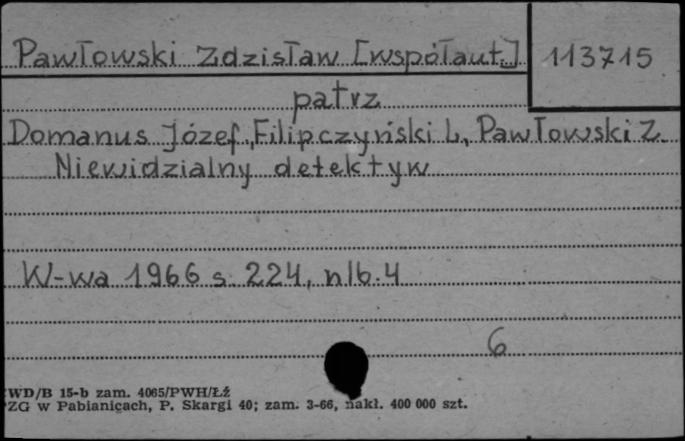 Pawłowski Zdzisław [współaut.] 113715
patrz
Domanus Józef, Filipczyński L., Pawłowski Z.
Niewidzialny detektyw
W-wa 1966 s. 224, nlb. 4
6
WD/B 15-b zam. 4065/PWH/Łź
ZG w Pabianicach, P. Skargi 40; zam. 3-66, nakł. 400 000 szt.